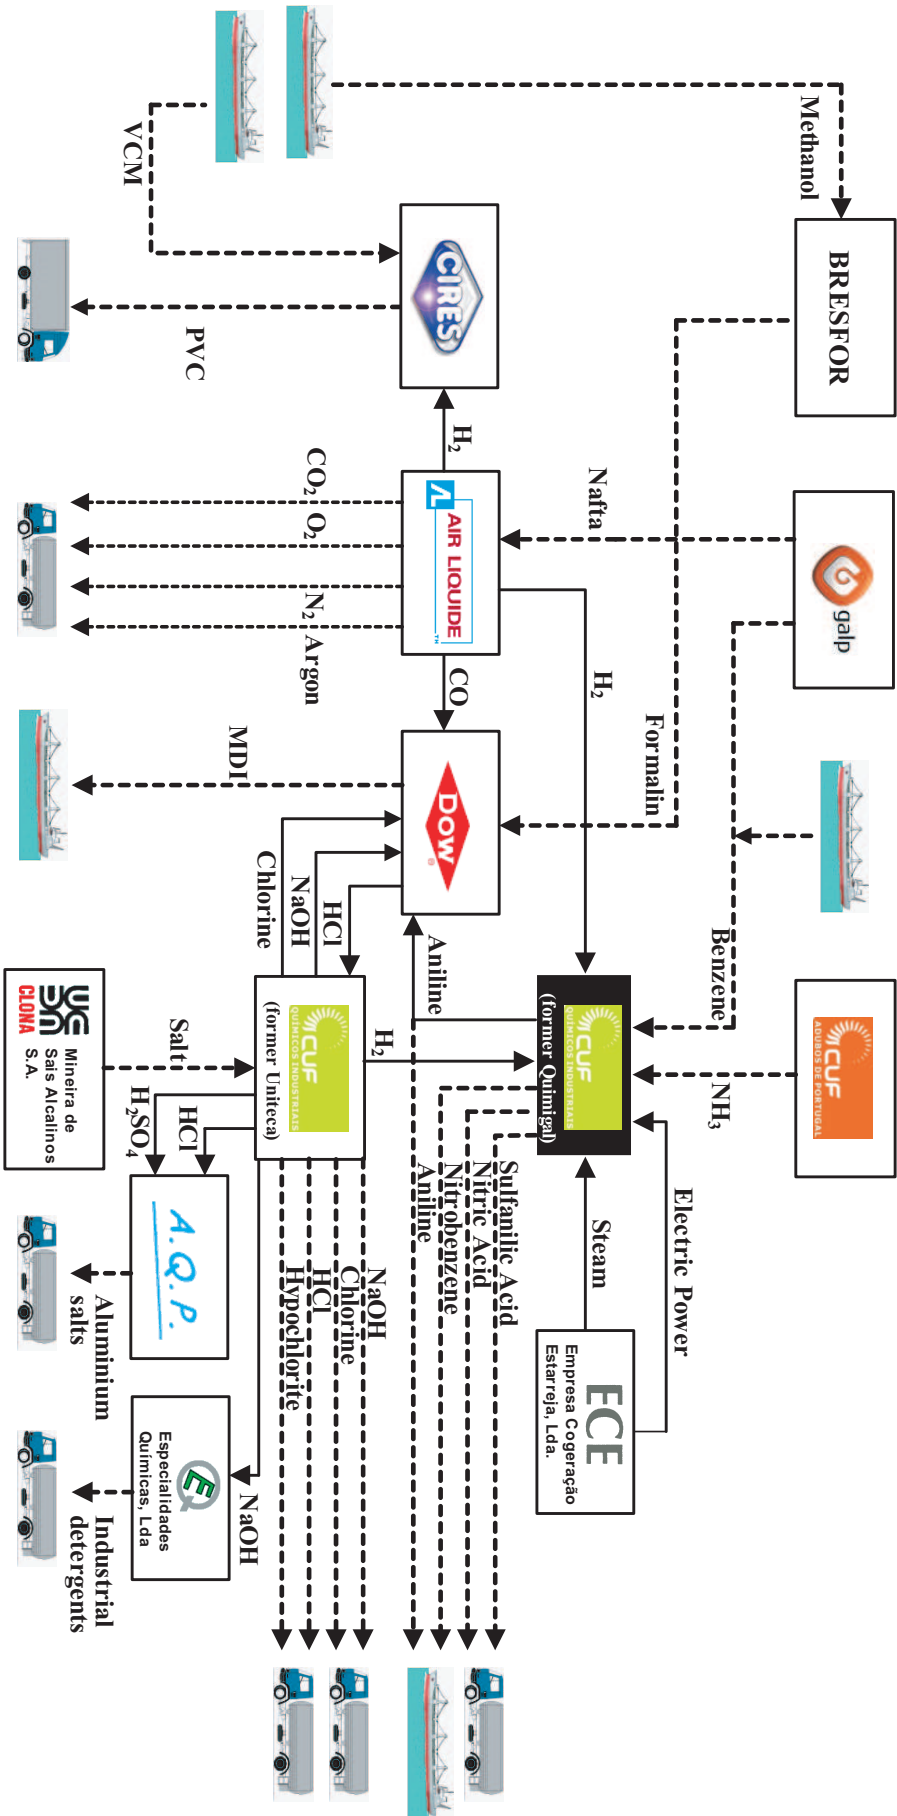 Methanol
BRESFOR
VCM
CIRES
PVC
H2
Nafta
galp
CO2
O2
N2
Argon
AIR LIQUIDE
TM
H2
CO
Formalin
MDI
DOW
®
Benzene
CUF
ADUBOS DE PORTUGAL
NH3
Chlorine
NaOH
HCl
Aniline
CUF
QUÍMICOS INDUSTRIAIS
(former Quimigal)
H2
CUF
QUÍMICOS INDUSTRIAIS
(former Uniteca)
Salt
CLONA
Mineira de
Sais Alcalinos
S.A.
HCl
H2SO4
A.Q.P.
Aluminium
salts
Electric Power
Steam
ECE
Empresa Cogeração
Estarreja, Lda.
Sulfanilic Acid
Nitric Acid
Nitrobenzene
Aniline
NaOH
Chlorine
HCl
Hypochlorite
NaOH
EQ
Especialidades
Químicas, Lda
Industrial
detergents